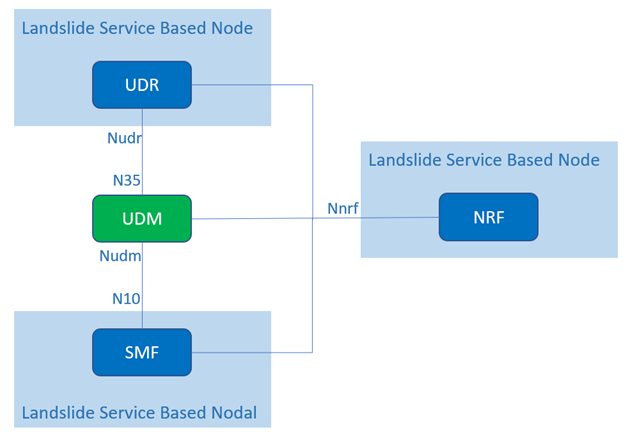 Landslide Service Based Node
UDR
Nudr
Landslide Service Based Node
N35
Nnrf
UDM
NRF
Nudm
N10
SMF
Landslide Service Based Nodal